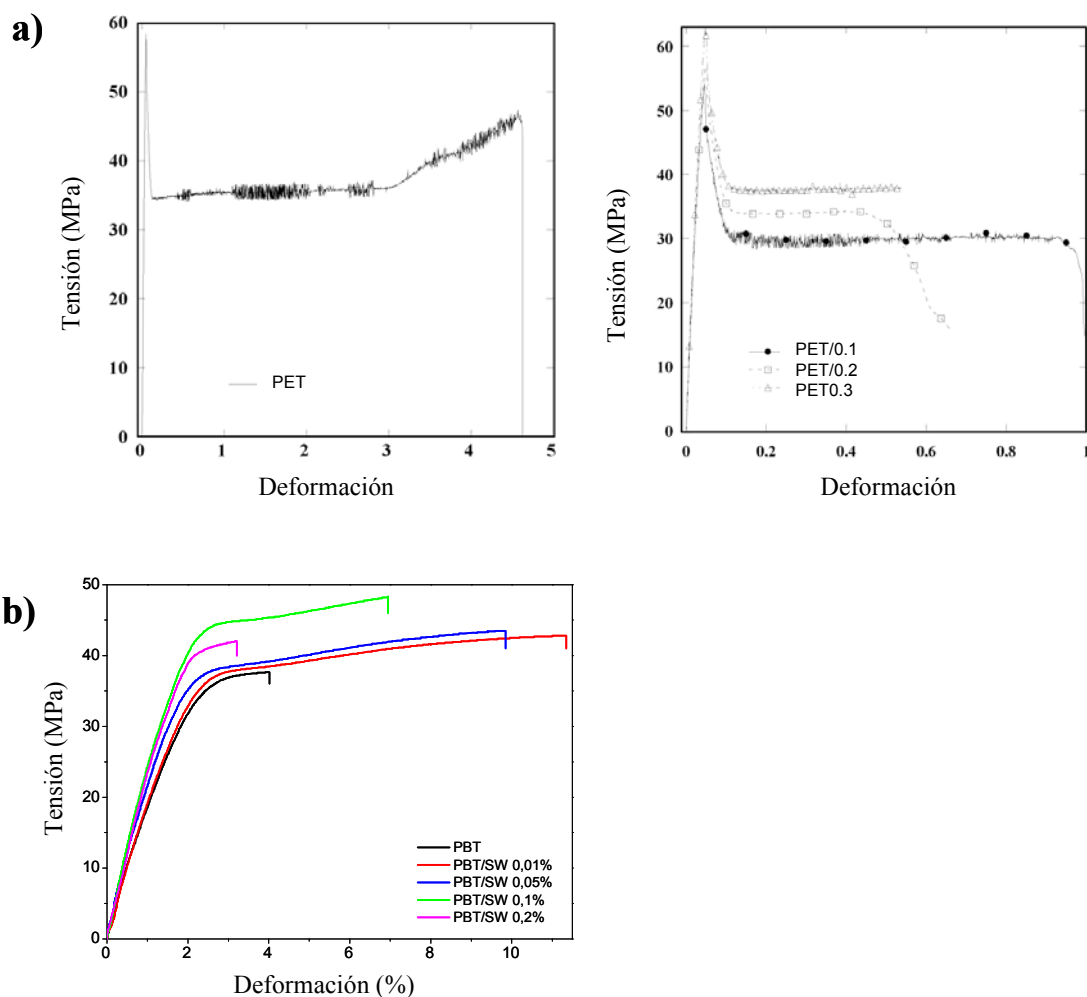 a)
60
50
40
30
20
10
0
Tensión (MPa)
PET
0 1 2 3 4 5
Deformación
60
50
40
30
20
10
0
Tensión (MPa)
PET/0.1
PET/0.2
PET0.3
0 0.2 0.4 0.6 0.8 1
Deformación
b)
50
40
30
20
10
0
Tensión (MPa)
PBT
PBT/SW 0,01%
PBT/SW 0,05%
PBT/SW 0,1%
PBT/SW 0,2%
0 2 4 6 8 10
Deformación (%)